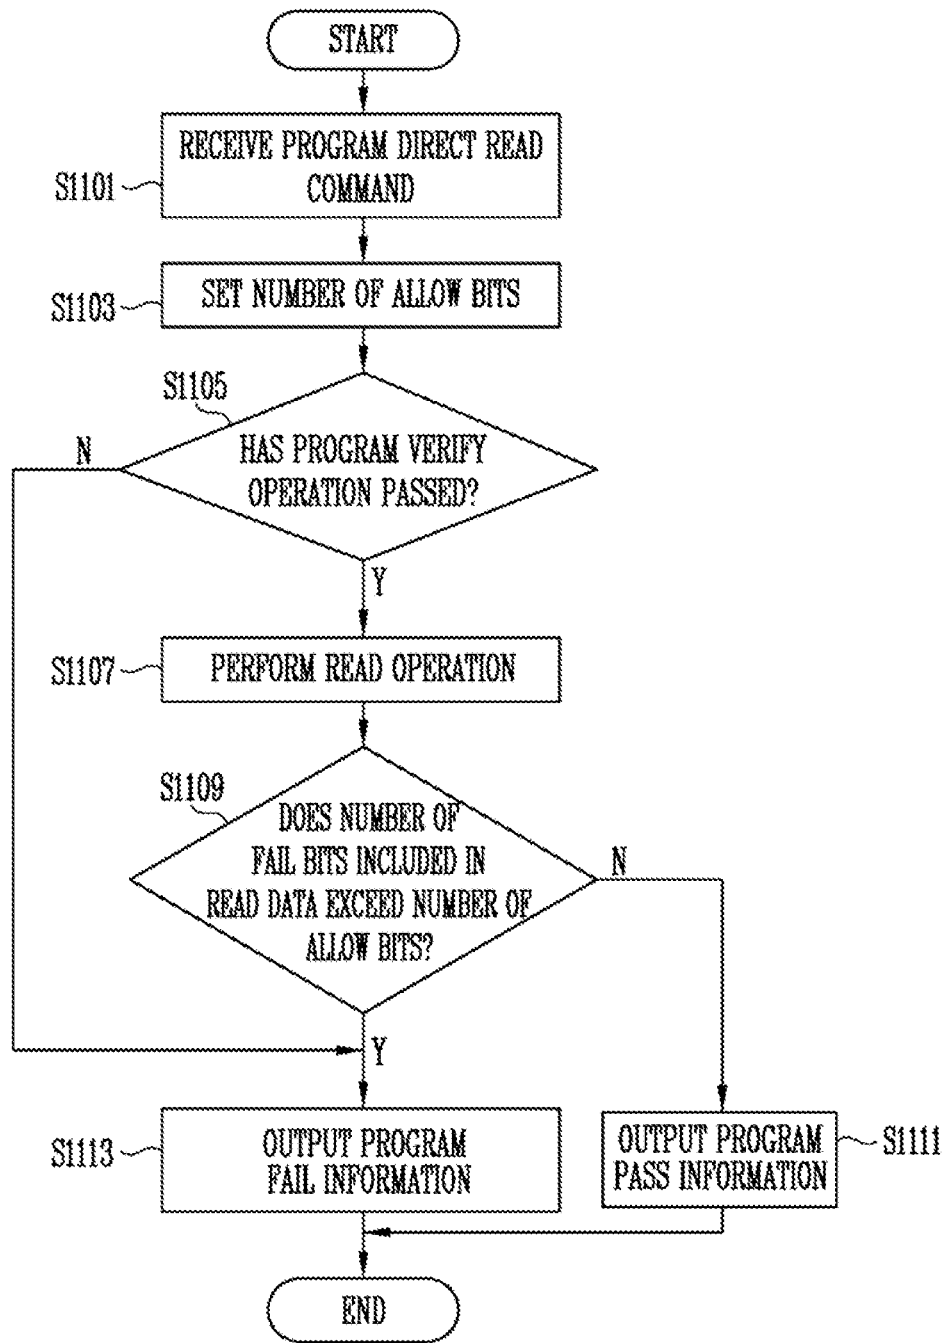 START
RECEIVE PROGRAM DIRECT READ
COMMAND
S1101
SET NUMBER OF ALLOW BITS
S1103
S1105
N
HAS PROGRAM VERIFY
OPERATION PASSED?
Y
S1107
PERFORM READ OPERATION
S1109
DOES NUMBER OF
FAIL BITS INCLUDED IN
READ DATA EXCEED NUMBER OF
ALLOW BITS?
N
Y
S1113
OUTPUT PROGRAM
FAIL INFORMATION
OUTPUT PROGRAM
PASS INFORMATION
S1111
END